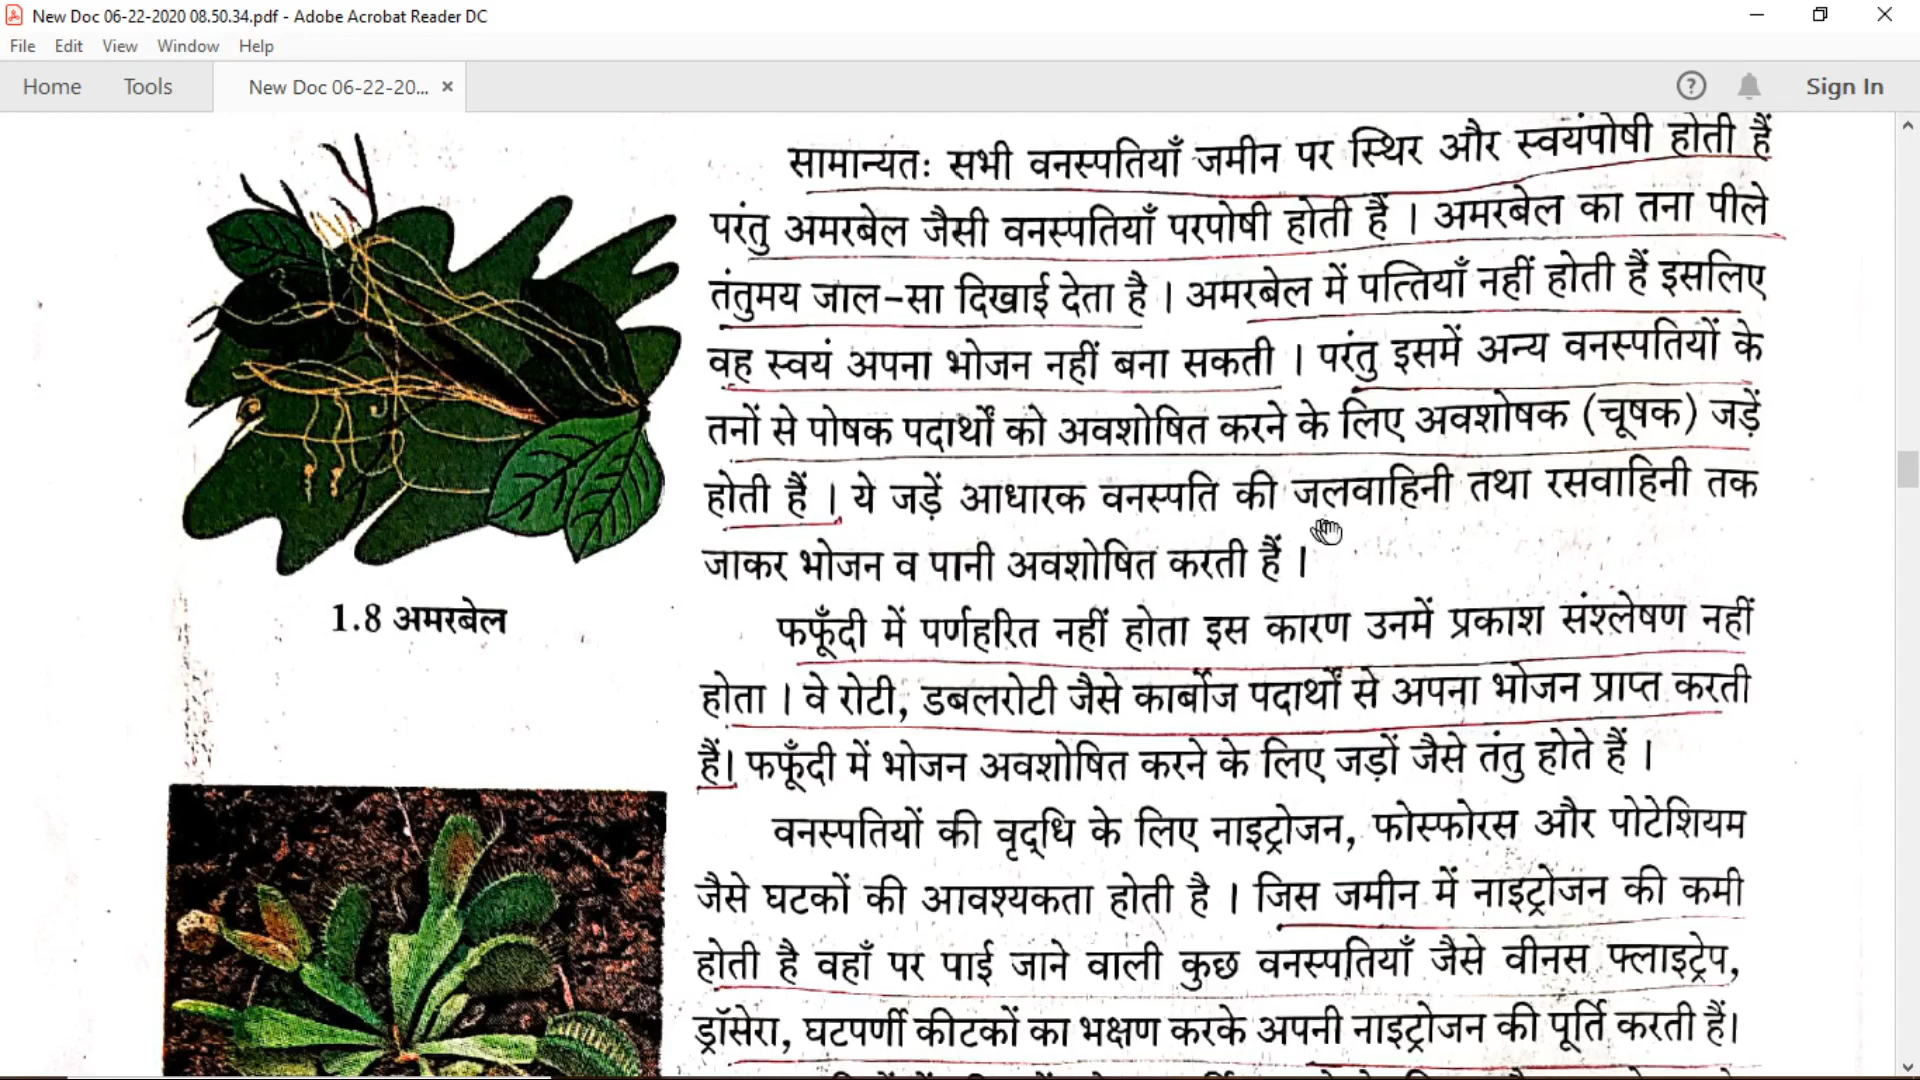 New Doc 06-22-2020 08.50.34.pdf - Adobe Acrobat Reader DC
File Edit View Window Help
Home Tools New Doc 06-22-20... × Sign In
सामान्यतः सभी वनस्पतियाँ जमीन पर स्थिर और स्वयंपोषी होती हैं
परंतु अमरबेल जैसी वनस्पतियाँ परपोषी होती हैं । अमरबेल का तना पीले
तंतुमय जाल-सा दिखाई देता है । अमरबेल में पत्तियाँ नहीं होती हैं इसलिए
वह स्वयं अपना भोजन नहीं बना सकती । परंतु इसमें अन्य वनस्पतियों के
तनों से पोषक पदार्थों को अवशोषित करने के लिए अवशोषक (चूषक) जड़ें
होती हैं । ये जड़ें आधारक वनस्पति की जलवाहिनी तथा रसवाहिनी तक
जाकर भोजन व पानी अवशोषित करती हैं ।
1.8 अमरबेल
फफूँदी में पर्णहरित नहीं होता इस कारण उनमें प्रकाश संश्लेषण नहीं
होता । वे रोटी, डबलरोटी जैसे कार्बोज पदार्थों से अपना भोजन प्राप्त करती
हैं। फफूँदी में भोजन अवशोषित करने के लिए जड़ों जैसे तंतु होते हैं ।
वनस्पतियों की वृद्‌धि के लिए नाइट्रोजन, फोस्फोरस और पोटेशियम
जैसे घटकों की आवश्यकता होती है । जिस जमीन में नाइट्रोजन की कमी
होती है वहाँ पर पाई जाने वाली कुछ वनस्पतियाँ जैसे वीनस फ्लाइट्रेप,
ड्रॉसेरा, घटपर्णी कीटकों का भक्षण करके अपनी नाइट्रोजन की पूर्ति करती हैं।